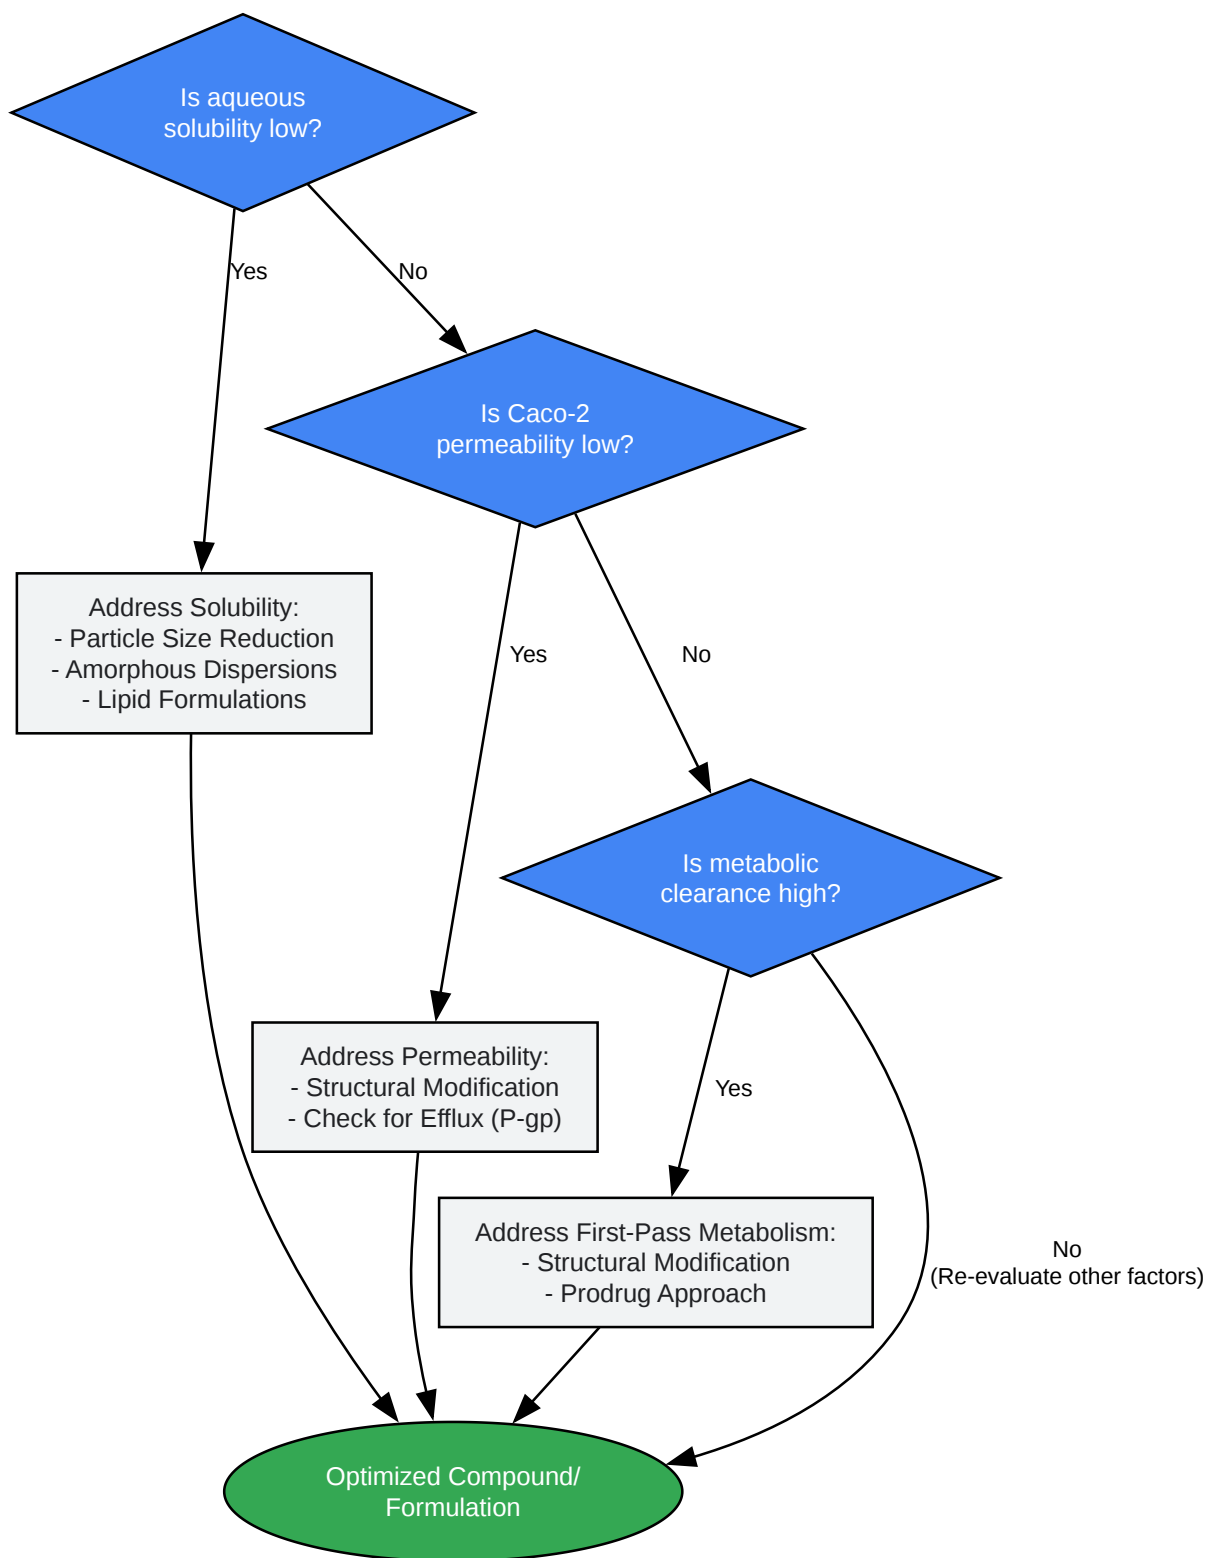 Is aqueous
solubility low?
Yes
No
Is Caco-2
permeability low?
Address Solubility:
- Particle Size Reduction
- Amorphous Dispersions
- Lipid Formulations
Yes
No
Is metabolic
clearance high?
Address Permeability:
- Structural Modification
- Check for Efflux (P-gp)
Yes
Address First-Pass Metabolism:
- Structural Modification
- Prodrug Approach
No
(Re-evaluate other factors)
Optimized Compound/
Formulation